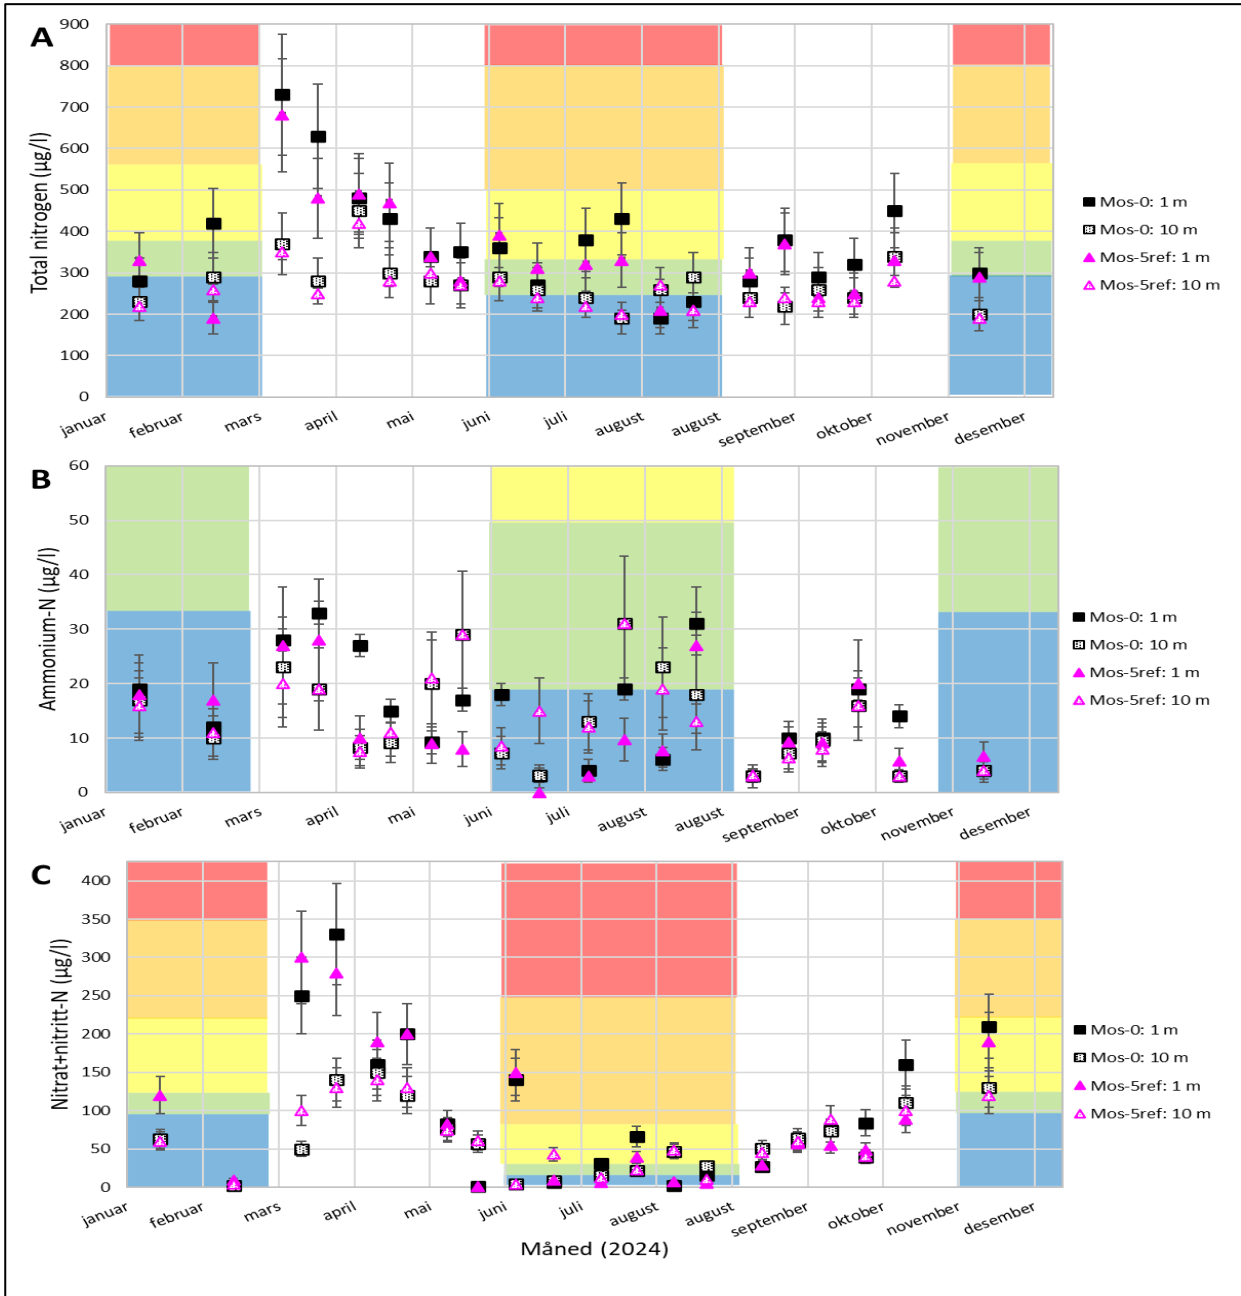 A
Total nitrogen (µg/l)
900
800
700
600
500
400
300
200
100
0
januar februar mars april mai juni juli august august september oktober november desember
Mos-0: 1 m
Mos-0: 10 m
Mos-5ref: 1 m
Mos-5ref: 10 m
B
Ammonium-N (µg/l)
60
50
40
30
20
10
0
januar februar mars april mai juni juli august august september oktober november desember
Mos-0: 1 m
Mos-0: 10 m
Mos-5ref: 1 m
Mos-5ref: 10 m
C
Nitrat+nitritt-N (µg/l)
400
350
300
250
200
150
100
50
0
januar februar mars april mai juni juli august august september oktober november desember
Mos-0: 1 m
Mos-0: 10 m
Mos-5ref: 1 m
Mos-5ref: 10 m
Måned (2024)